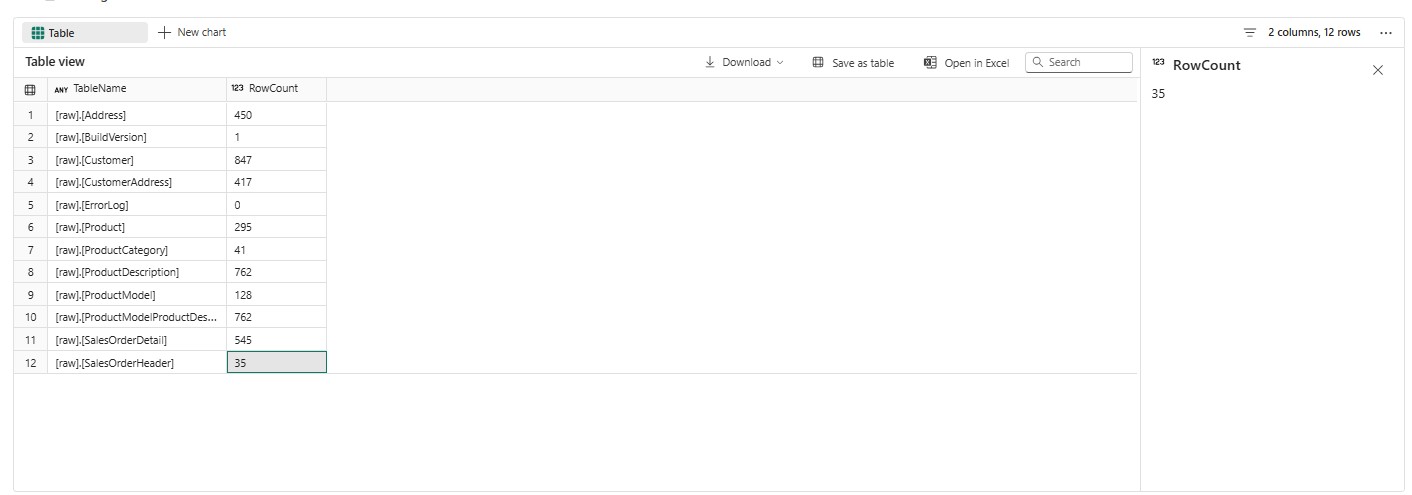 Table New chart 2 columns, 12 rows ...
Table view Download Save as table Open in Excel Search
ANY TableName 123 RowCount
1 [raw].[Address] 450
2 [raw].[BuildVersion] 1
3 [raw].[Customer] 847
4 [raw].[CustomerAddress] 417
5 [raw].[ErrorLog] 0
6 [raw].[Product] 295
7 [raw].[ProductCategory] 41
8 [raw].[ProductDescription] 762
9 [raw].[ProductModel] 128
10 [raw].[ProductModelProductDes... 762
11 [raw].[SalesOrderDetail] 545
12 [raw].[SalesOrderHeader] 35
123 RowCount
35